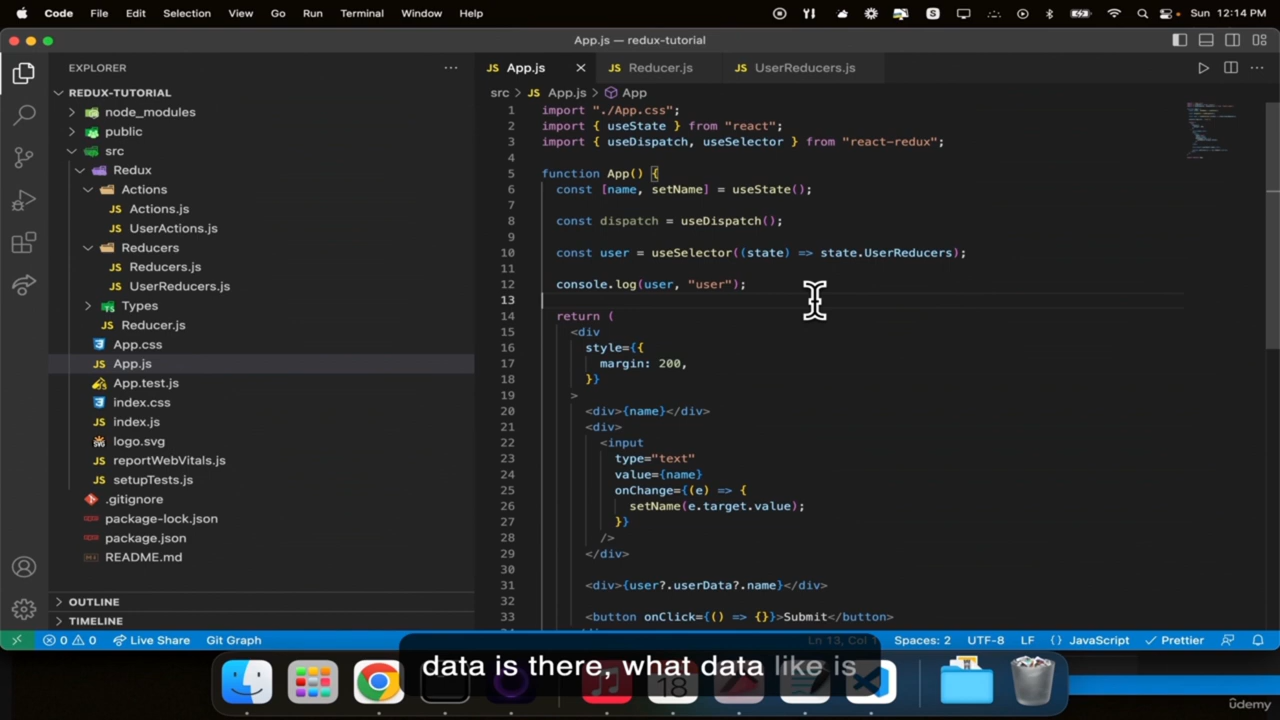 Code File Edit Selection View Go Run Terminal Window Help Sun 12:14 PM
App.js — redux-tutorial
EXPLORER
App.js
Reducer.js
UserReducers.js
REDUX-TUTORIAL
src > JS App.js > App
node_modules
public
src
Redux
Actions
Actions.js
UserActions.js
Reducers
Reducers.js
UserReducers.js
Types
Reducer.js
App.css
App.js
App.test.js
index.css
index.js
logo.svg
reportWebVitals.js
setupTests.js
.gitignore
package-lock.json
package.json
README.md
OUTLINE
TIMELINE
1 import "./App.css";
2 import { useState } from "react";
3 import { useDispatch, useSelector } from "react-redux";
4
5 function App() {
6 const [name, setName] = useState();
7
8 const dispatch = useDispatch();
9
10 const user = useSelector((state) => state.UserReducers);
11
12 console.log(user, "user");
13
14 return (
15 <div
16 style={{
17 margin: 200,
18 }}
19 >
20 <div>{name}</div>
21 <div>
22 <input
23 type="text"
24 value={name}
25 onChange={(e) => {
26 setName(e.target.value);
27 }}
28 />
29 </div>
30
31 <div>{user?.userData?.name}</div>
32
33 <button onClick={() => {}}>Submit</button>
0 0 Live Share Git Graph Ln 13, Col 1 Spaces: 2 UTF-8 LF {} JavaScript Prettier
data is there, what data like is
18
udemy